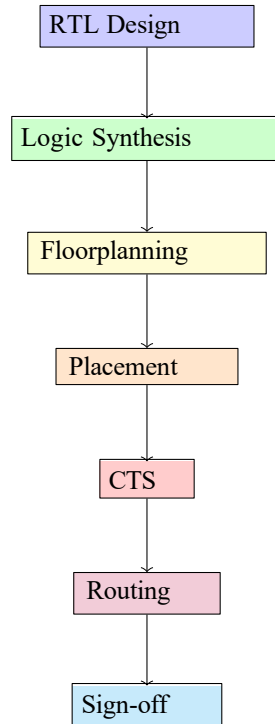 RTL Design
Logic Synthesis
Floorplanning
Placement
CTS
Routing
Sign-off